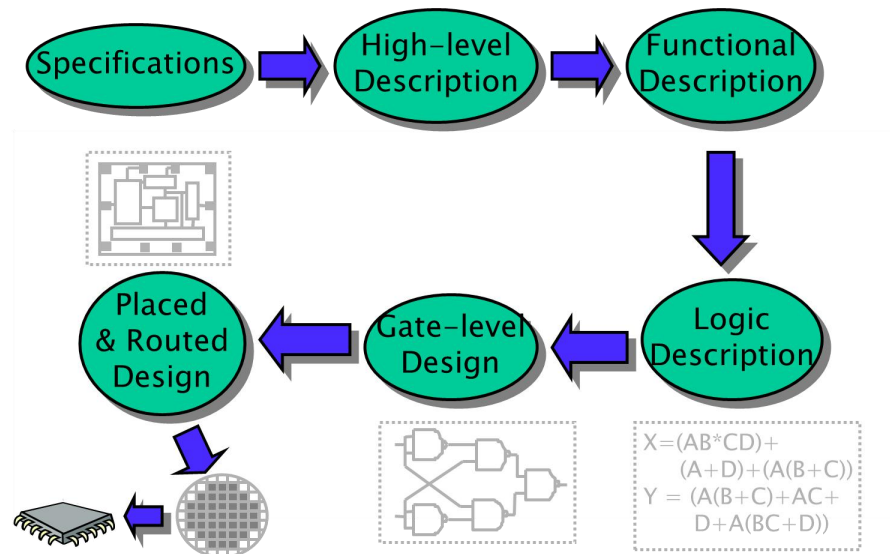 Specifications
High-level
Description
Functional
Description
Logic
Description
Gate-level
Design
Placed
& Routed
Design
X=(AB*CD)+
(A+D)+(A(B+C))
Y = (A(B+C)+AC+
D+A(BC+D))